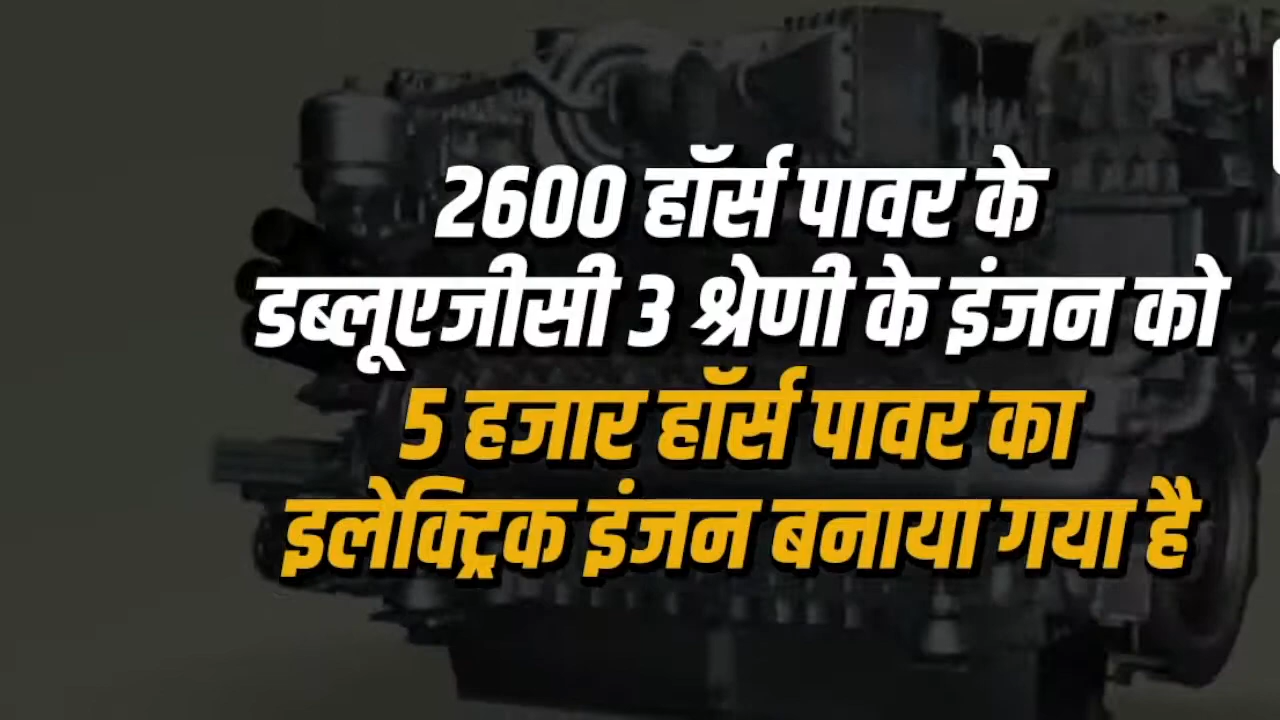 2600 हॉर्स पावर के
डब्लूएजीसी 3 श्रेणी के इंजन को
5 हजार हॉर्स पावर का
इलेक्ट्रिक इंजन बनाया गया है